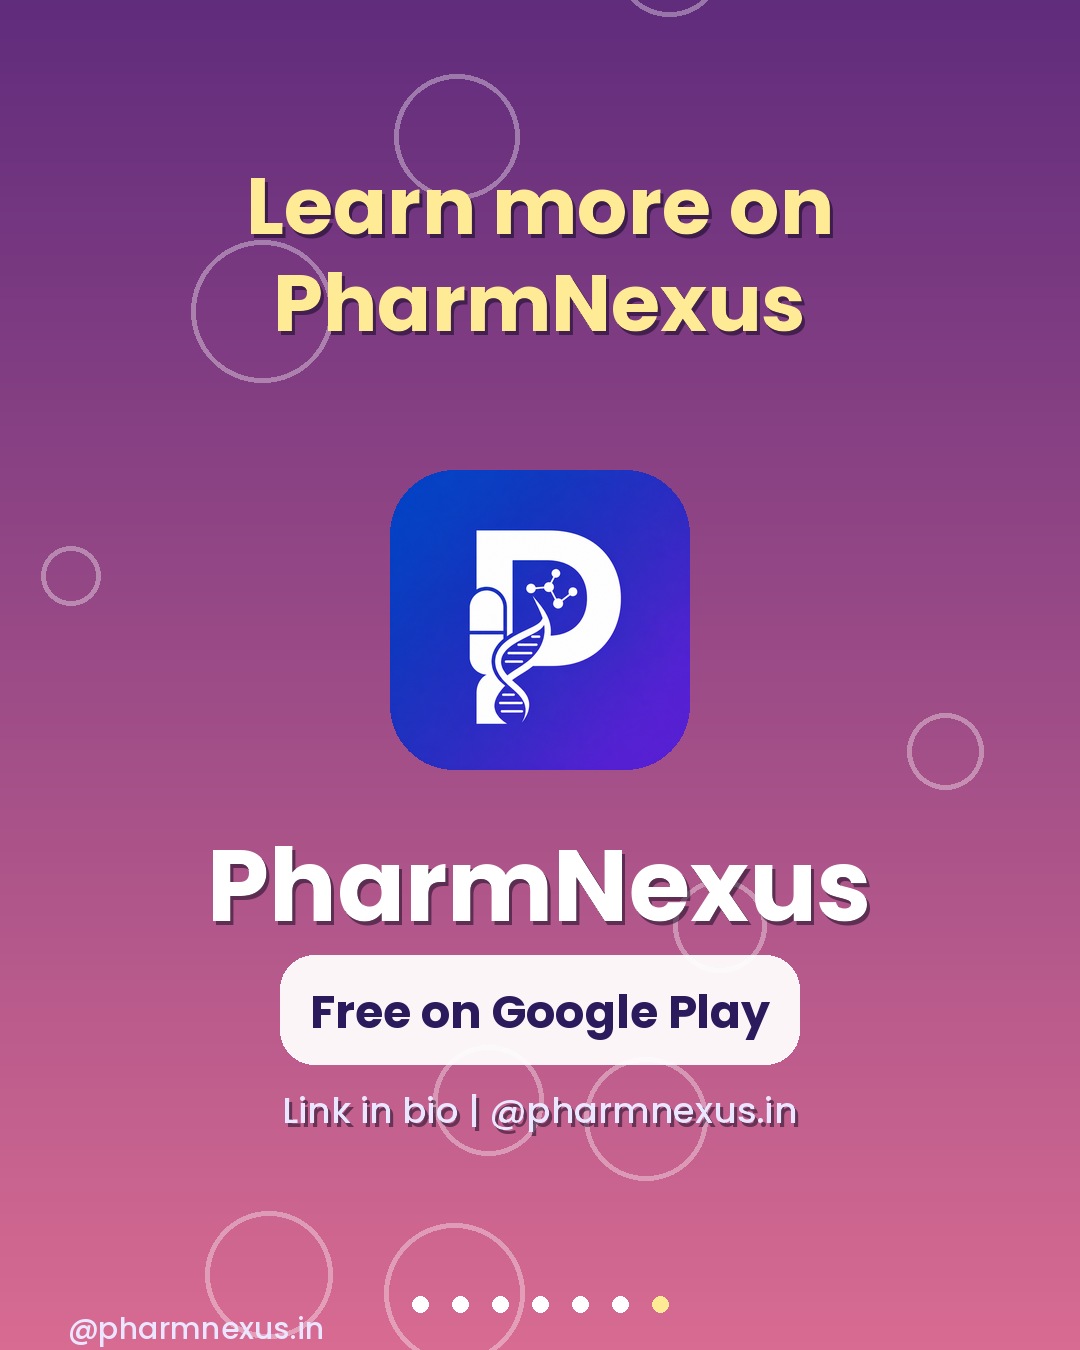 Learn more on
PharmNexus
P
PharmNexus
Free on Google Play
Link in bio | @pharmnexus.in
@pharmnexus.in